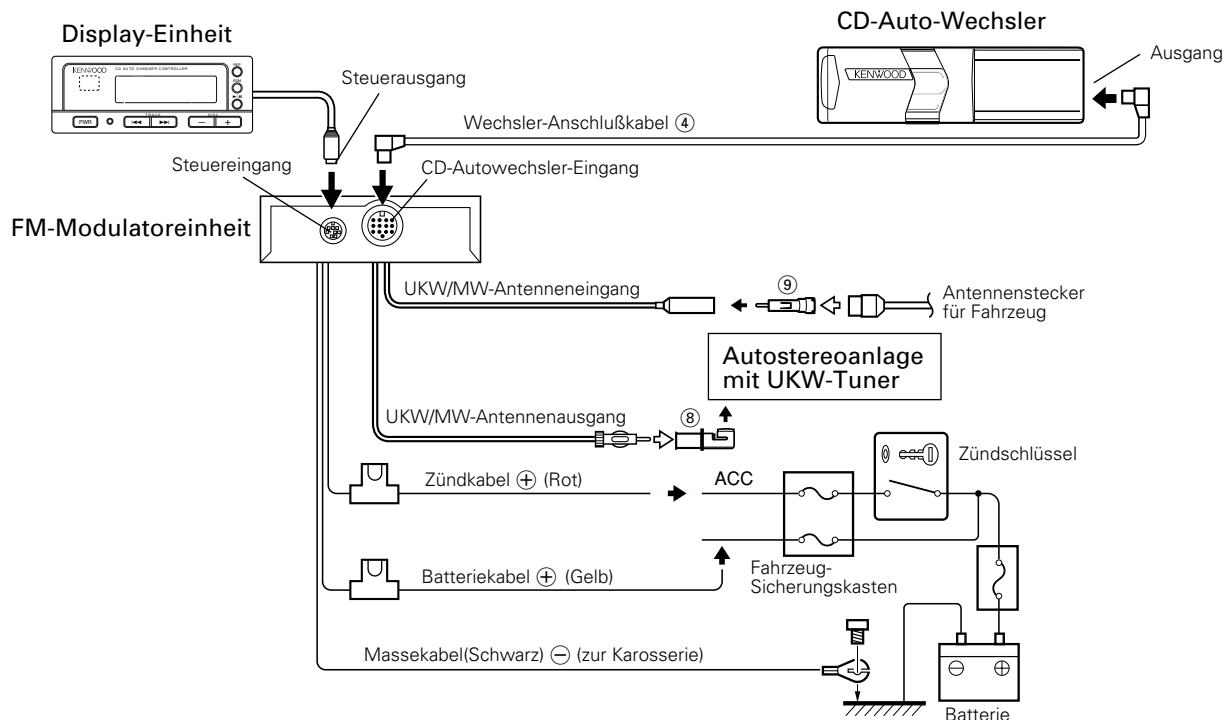 CD-Auto-Wechsler
Display-Einheit
Ausgang
KENWOOD
CD AUTO CHANGER CONTROLLER
Steuerausgang
KENWOOD
PWR
TRACK
DISC
Wechsler-Anschlußkabel ④
Steuereingang
CD-Autowechsler-Eingang
FM-Modulatoreinheit
UKW/MW-Antenneneingang
⑨
Antennenstecker
für Fahrzeug
Autostereoanlage
mit UKW-Tuner
UKW/MW-Antennenausgang
⑧
Zündschlüssel
Zündkabel ⊕ (Rot)
ACC
Batteriekabel ⊕ (Gelb)
Fahrzeug-
Sicherungskasten
Massekabel(Schwarz) ⊖ (zur Karosserie)
⊖ ⊕
Batterie